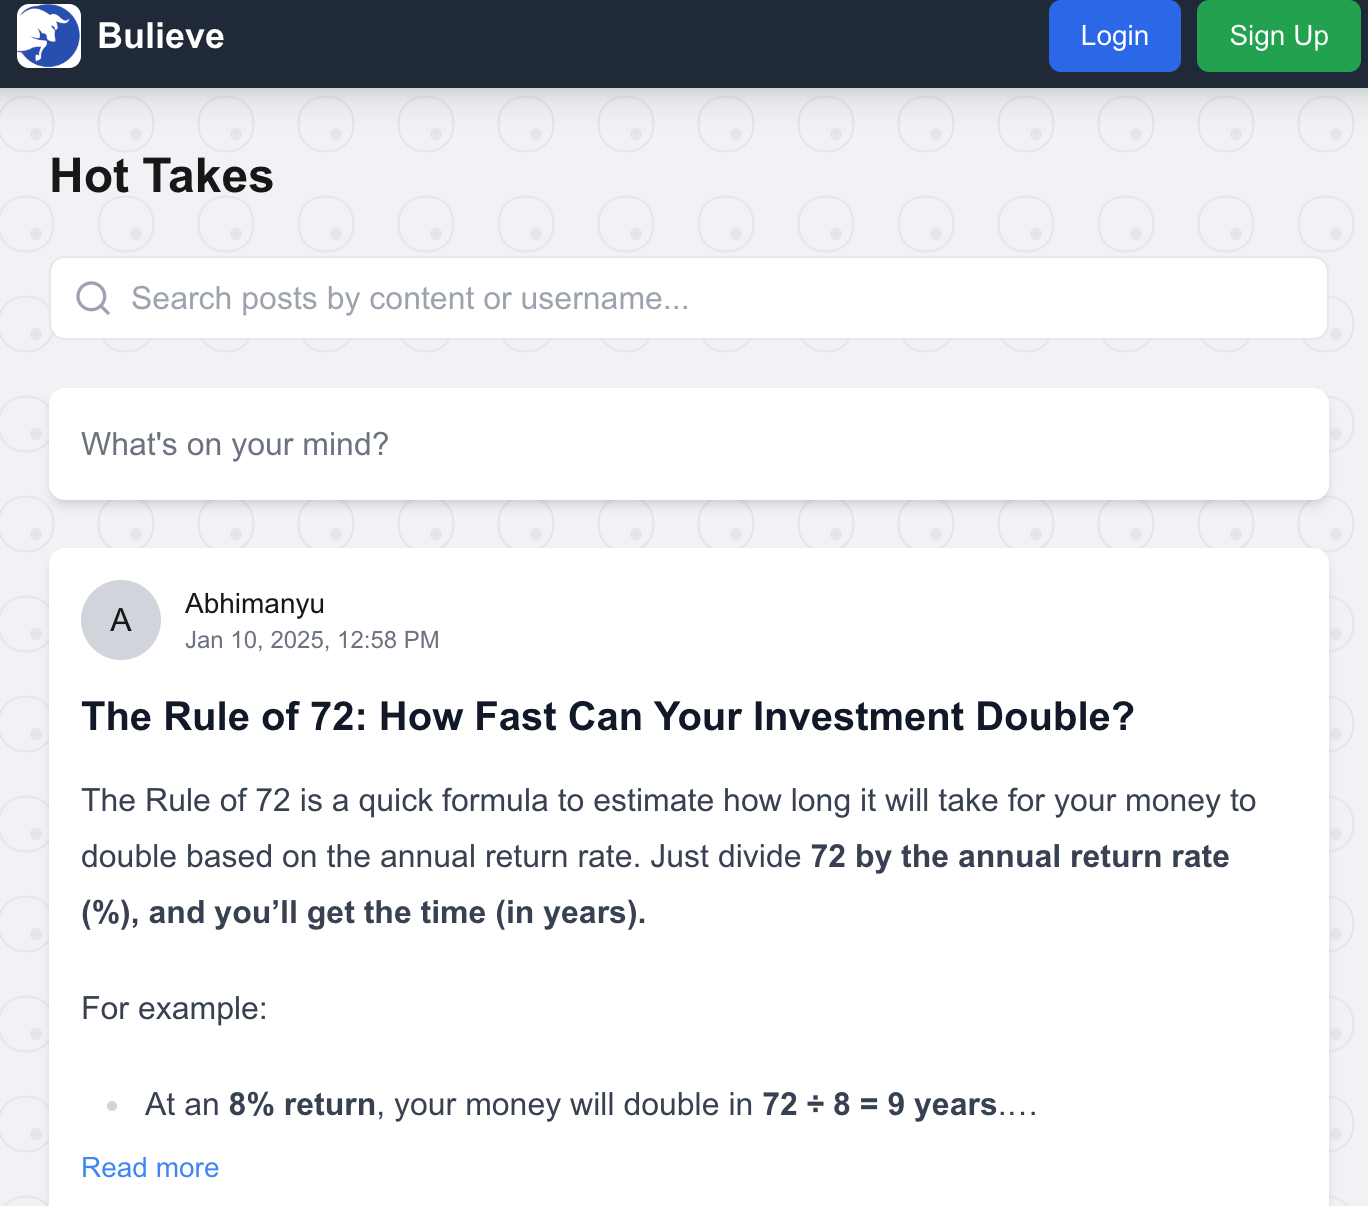 Bulieve
Login
Sign Up
Hot Takes
Search posts by content or username...
What's on your mind?
A
Abhimanyu
Jan 10, 2025, 12:58 PM
The Rule of 72: How Fast Can Your Investment Double?
The Rule of 72 is a quick formula to estimate how long it will take for your money to
double based on the annual return rate. Just divide 72 by the annual return rate
(%), and you’ll get the time (in years).
For example:
At an 8% return, your money will double in 72 ÷ 8 = 9 years.…
Read more